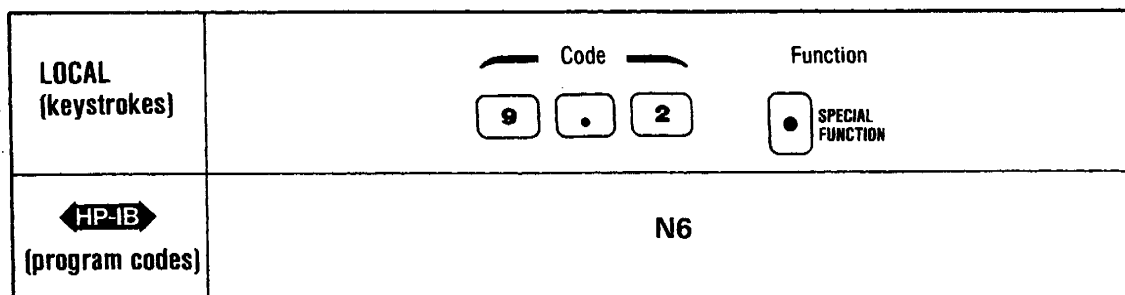 LOCAL
(keystrokes)
Code
Function
9 . 2
SPECIAL
FUNCTION
HP-IB
(program codes)
N6